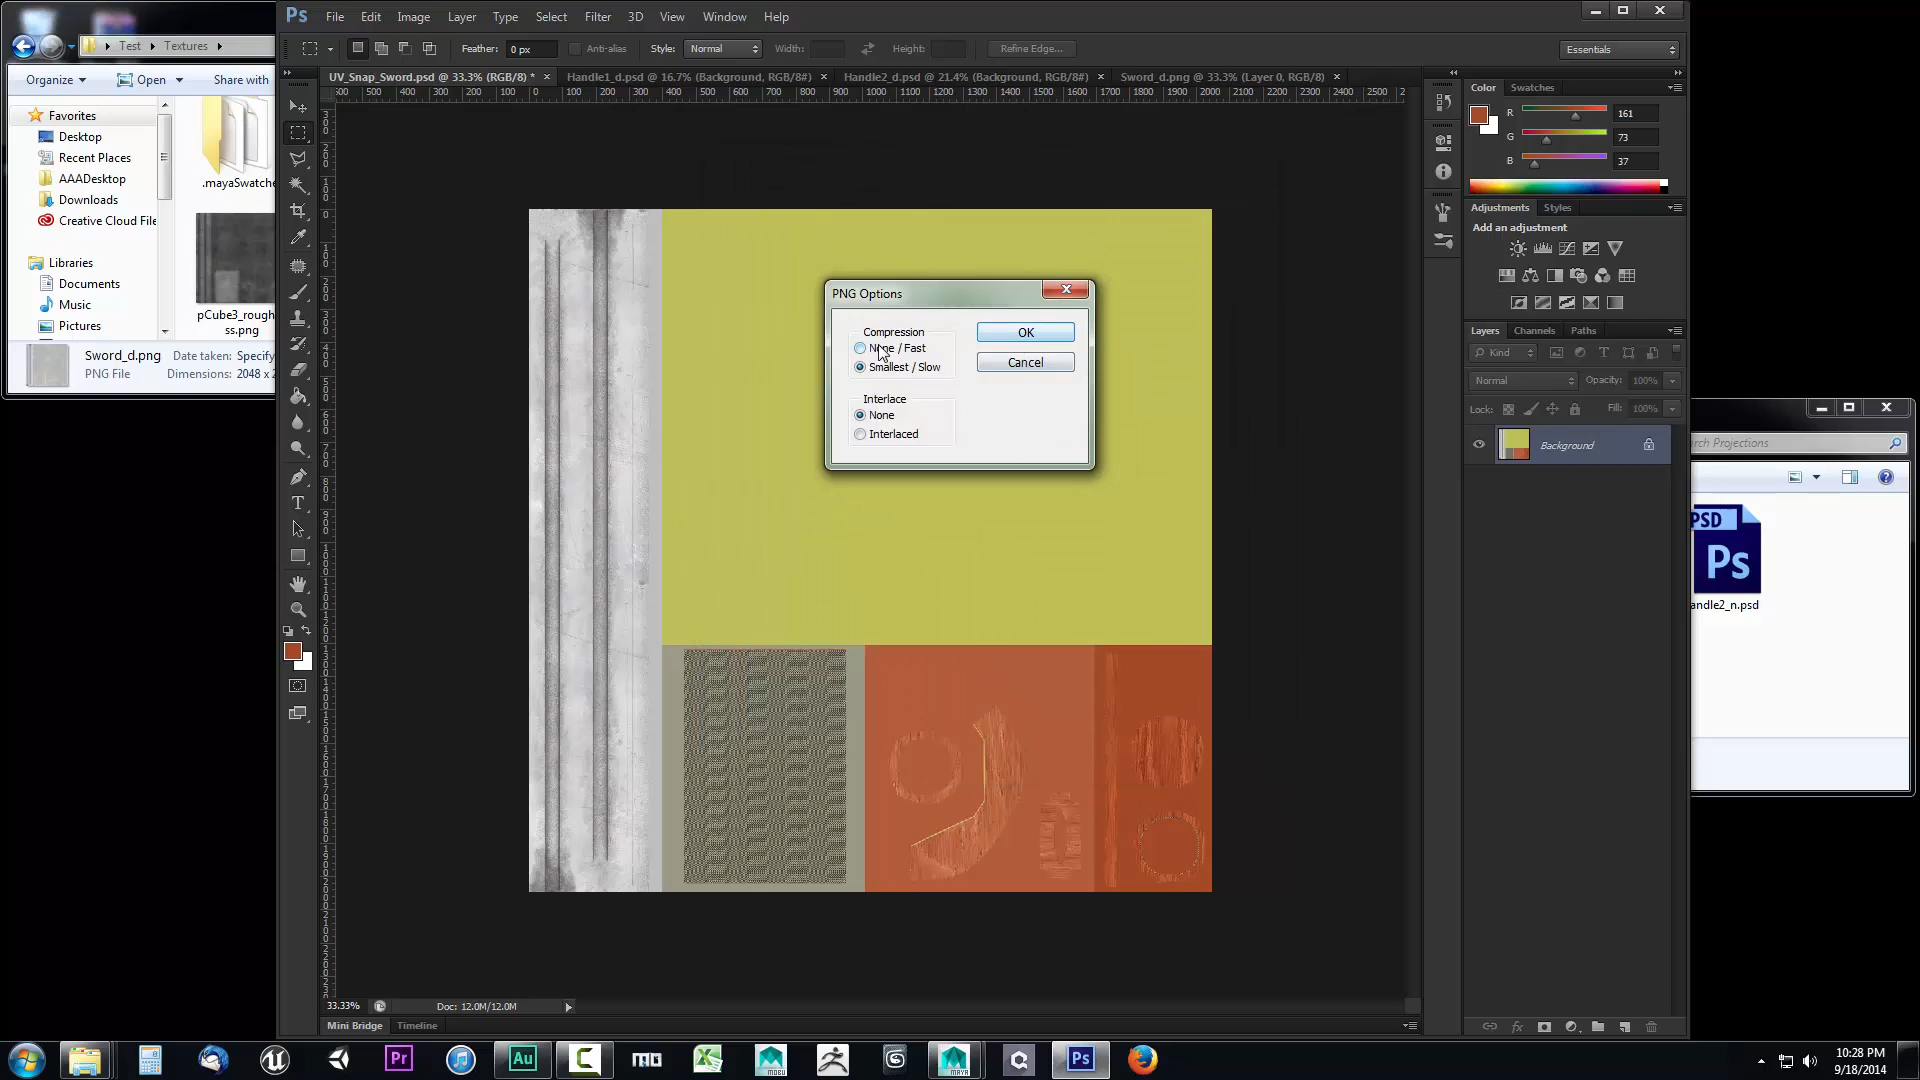 Ps File Edit Image Layer Type Select Filter 3D View Window Help
Test Textures
Feather: 0 px Anti-alias Style: Normal Width: Height: Refine Edge... Essentials
Organize Open Share with
UV_Snap_Sword.psd @ 33.3% (RGB/8) * Handle1_d.psd @ 16.7% (Background, RGB/8#) Handle2_d.psd @ 21.4% (Background, RGB/8#) Sword_d.png @ 33.3% (Layer 0, RGB/8)
Color Swatches
R 161
G 73
B 37
Favorites
Desktop
Recent Places
AAADesktop
Downloads
Creative Cloud File
Libraries
Documents
Music
Pictures
.mayaSwatche
pCube3_rough
ss.png
Sword_d.png Date taken: Specify
PNG File Dimensions: 2048 x 2
PNG Options
Compression
None / Fast
Smallest / Slow
Interlace
None
Interlaced
OK
Cancel
Adjustments Styles
Add an adjustment
Layers Channels Paths
Kind
Normal Opacity: 100%
Lock: Fill: 100%
Background
arch Projections
PSD
Ps
andle2_n.psd
33.33% Doc: 12.0M/12.0M
Mini Bridge Timeline
Pr Au MOBU MAYA Ps
10:28 PM
9/18/2014